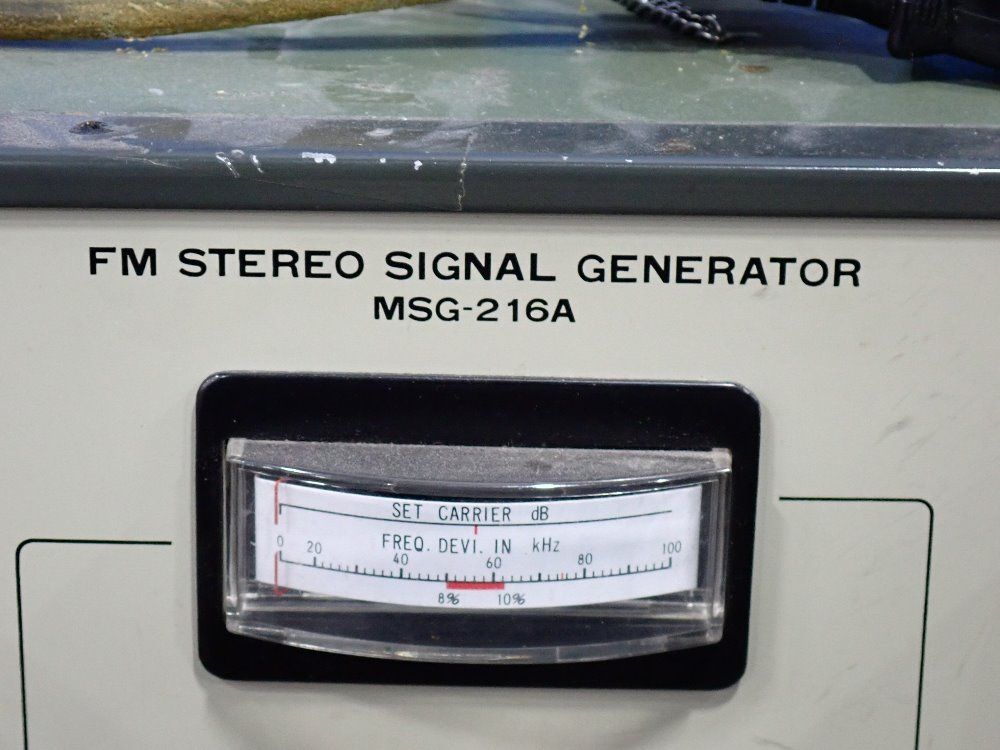 FM STEREO SIGNAL GENERATOR
MSG-216A
SET CARRIER dB
FREQ. DEVI. IN kHz
0 20 40 60 80 100
8% 10%